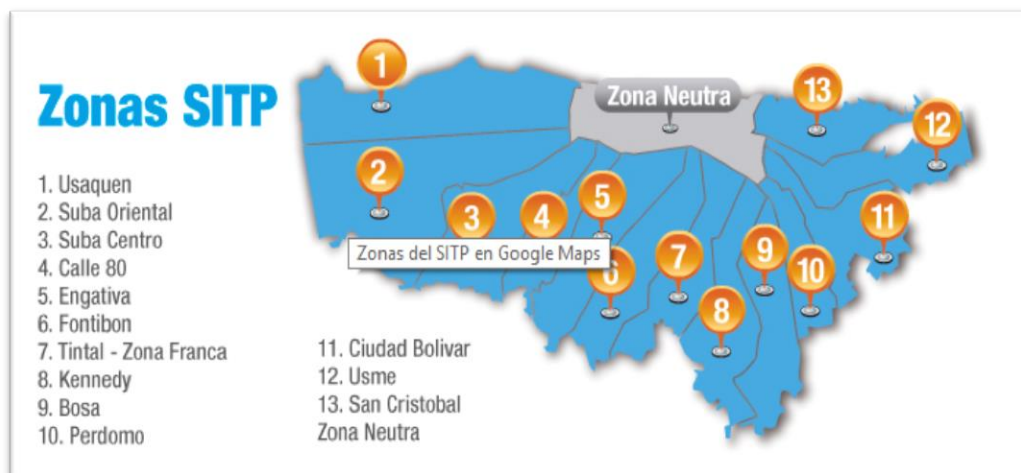 Zonas SITP
1. Usaquen
2. Suba Oriental
3. Suba Centro
4. Calle 80
5. Engativa
6. Fontibon
7. Tintal - Zona Franca
8. Kennedy
9. Bosa
10. Perdomo
11. Ciudad Bolivar
12. Usme
13. San Cristobal
Zona Neutra
1
Zona Neutra
13
12
2
3
4
5
11
Zonas del SITP en Google Maps
6
7
9
10
8